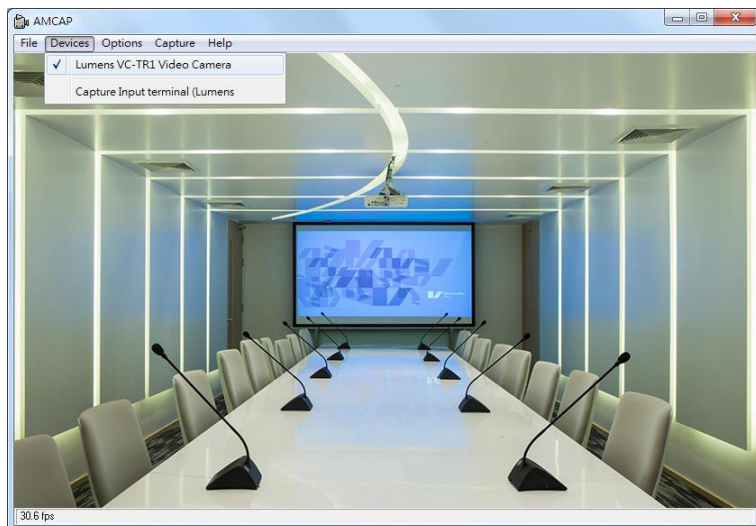 AMCAP
File Devices Options Capture Help
Lumens VC-TR1 Video Camera
Capture Input terminal (Lumens
30.6 fps